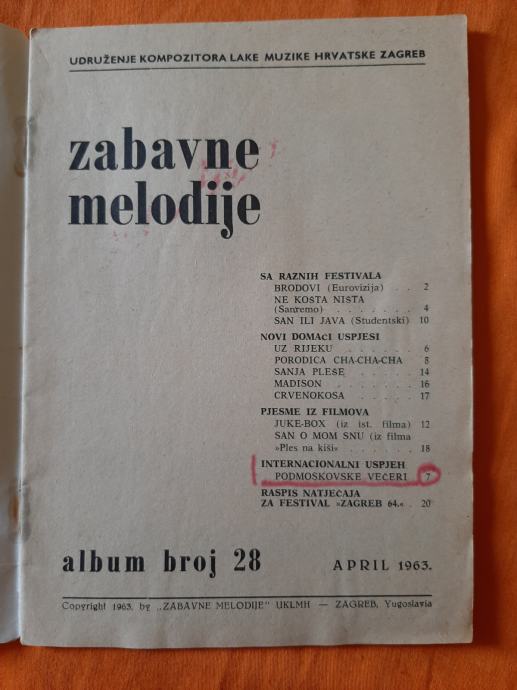 UDRUŽENJE KOMPOZITORA LAKE MUZIKE HRVATSKE ZAGREB
zabavne
melodije
SA RAZNIH FESTIVALA
BRODOVI (Eurovizija) . . 2
NE KOSTA NIŠTA
(Sanremo) . . . . . . . 4
SAN ILI JAVA (Studentski) 10
NOVI DOMAĆI USPJESI
UZ RIJEKU . . . . . . 6
PORODICA CHA-CHA-CHA 8
SANJA PLEŠE . . . . . 14
MADISON . . . . . . . 16
CRVENOKOSA . . . . . 17
PJESME IZ FILMOVA
JUKE-BOX (iz ist. filma) 12
SAN O MOM SNU (iz filma
»Ples na kiši« . . . . . . 18
INTERNACIONALNI USPJEH
PODMOSKOVSKE VEČERI 7
RASPIS NATJEČAJA
ZA FESTIVAL »ZAGREB 64.« . 20
album broj 28
APRIL 1963.
Copyright 1963, by „ZABAVNE MELODIJE" UKLMH — ZAGREB, Yugoslavia